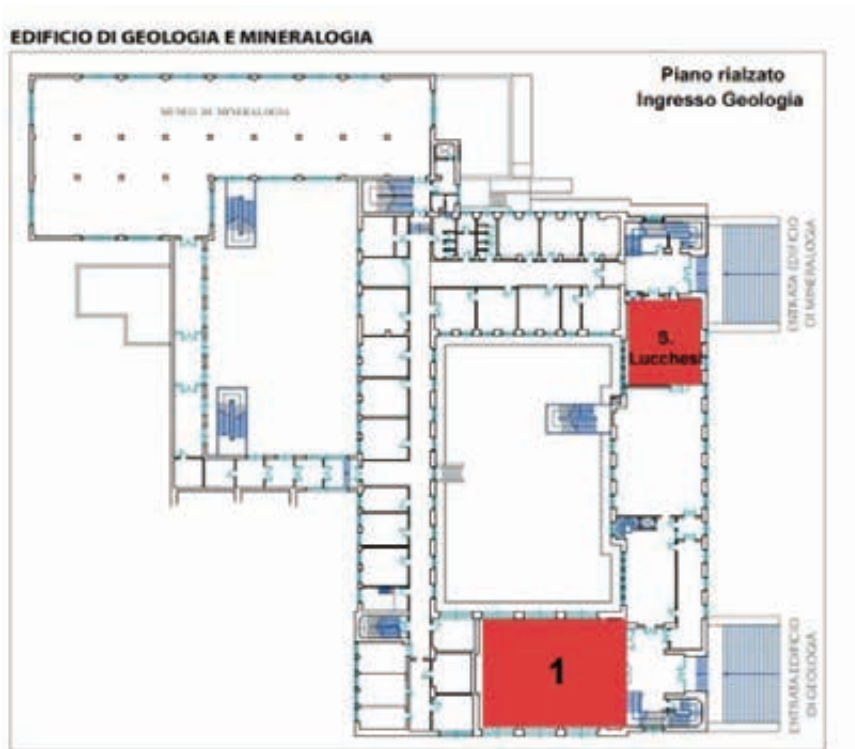 EDIFICIO DI GEOLOGIA E MINERALOGIA
Piano rialzato
Ingresso Geologia
MUSEO DI MINERALOGIA
ENTRATA EDIFICIO
DI MINERALOGIA
S.
Lucchesi
1
ENTRATA EDIFICIO
DI GEOLOGIA